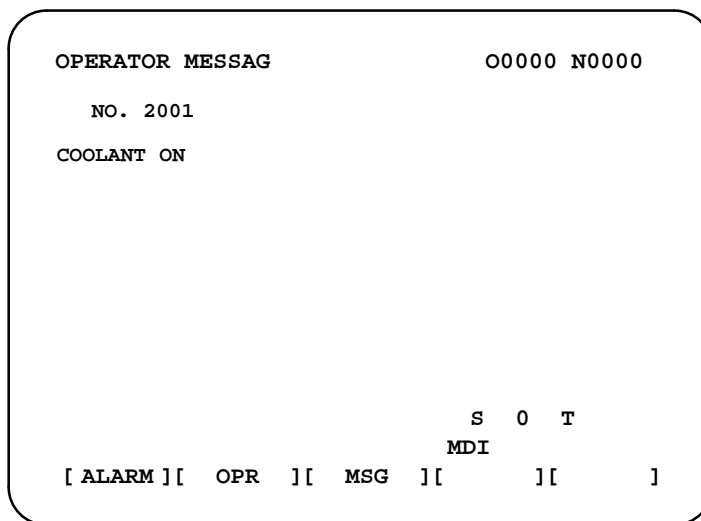 OPERATOR MESSAG O0000 N0000
NO. 2001
COOLANT ON
S 0 T
MDI
[ ALARM ][ OPR ][ MSG ][ ][ ]